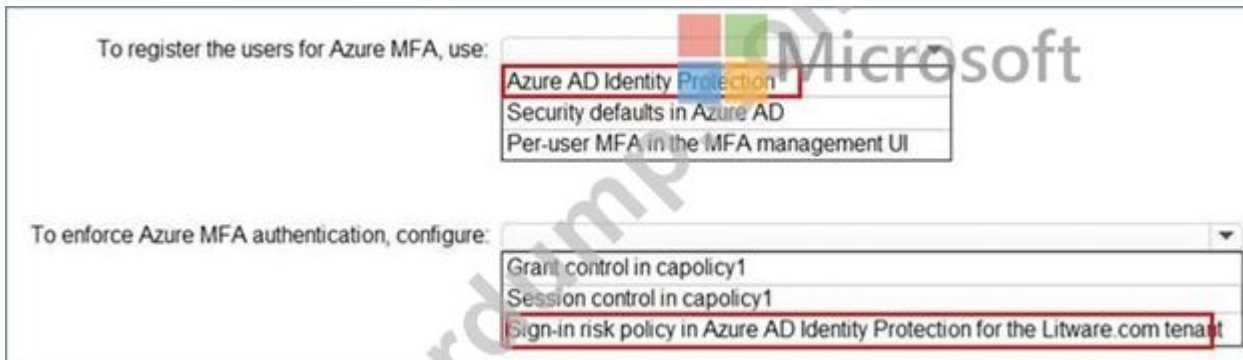 Microsoft
To register the users for Azure MFA, use:
Azure AD Identity Protection
Security defaults in Azure AD
Per-user MFA in the MFA management UI
To enforce Azure MFA authentication, configure:
Grant control in capolicy1
Session control in capolicy1
Sign-in risk policy in Azure AD Identity Protection for the Litware.com tenant